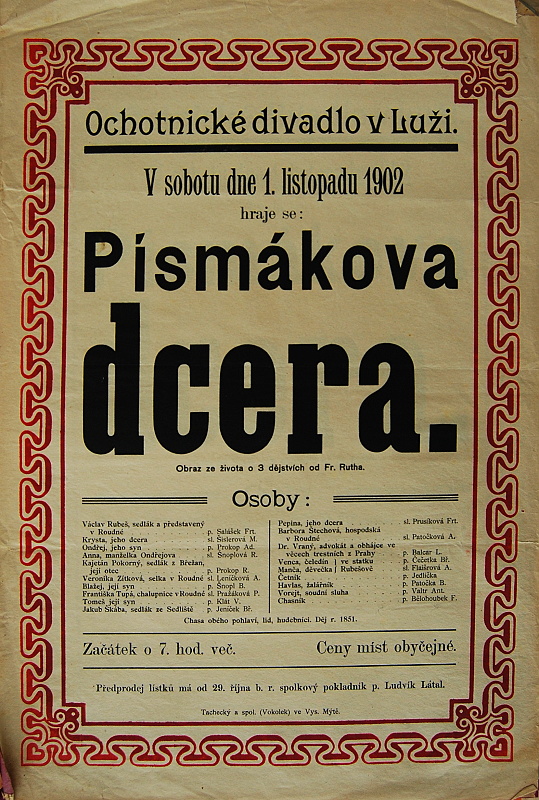 Ochotnické divadlo v Luži.
V sobotu dne 1. listopadu 1902
hraje se:
Písmákova
dcera.
Obraz ze života o 3 dějstvích od Fr. Rutha.
Osoby:
Václav Rubeš, sedlák a představený
v Roudné . . . p. Salášek Frt.
Krysta, jeho dcera . . . sl. Šislerová M.
Ondřej, jeho syn . . . p. Prokop Ad.
Anna, manželka Ondřejova . sl. Šnoplová R.
Kajetán Pokorný, sedlák z Břežan,
její otec . . . p. Prokop R.
Veronika Zítková, selka v Roudné sl. Leníčková A.
Blažej, její syn . . . p. Šnopl B.
Františka Tupá, chalupnice v Roudné sl. Pražáková P.
Tomeš její syn . . . p. Klát V.
Jakub Skába, sedlák ze Sedliště . p. Jeníček Bř.
Pepina, jeho dcera . . . sl. Prusíková Frt.
Barbora Štechová, hospodská
v Roudné . . . sl. Patočková A.
Dr. Vraný, advokát a obhájce ve
věcech trestních z Prahy . p. Balcar L.
Venca, čeledín | ve statku . p. Čečetka Bř.
Manča, děvečka | Rubešově . sl. Flaišrová A.
Četník . . . p. Jedlička
Havlas, žalářník . . . p. Patočka B.
Vorejt, soudní sluha . . . p. Valtr Ant.
Chasník . . . p. Bělohoubek F.
Chasa obého pohlaví, lid, hudebníci. Děj r. 1851.
Začátek o 7. hod. več. Ceny míst obyčejné.
Předprodej lístků má od 29. října b. r. spolkový pokladník p. Ludvík Látal.
Tachecký a spol. (Vokolek) ve Vys. Mýtě.